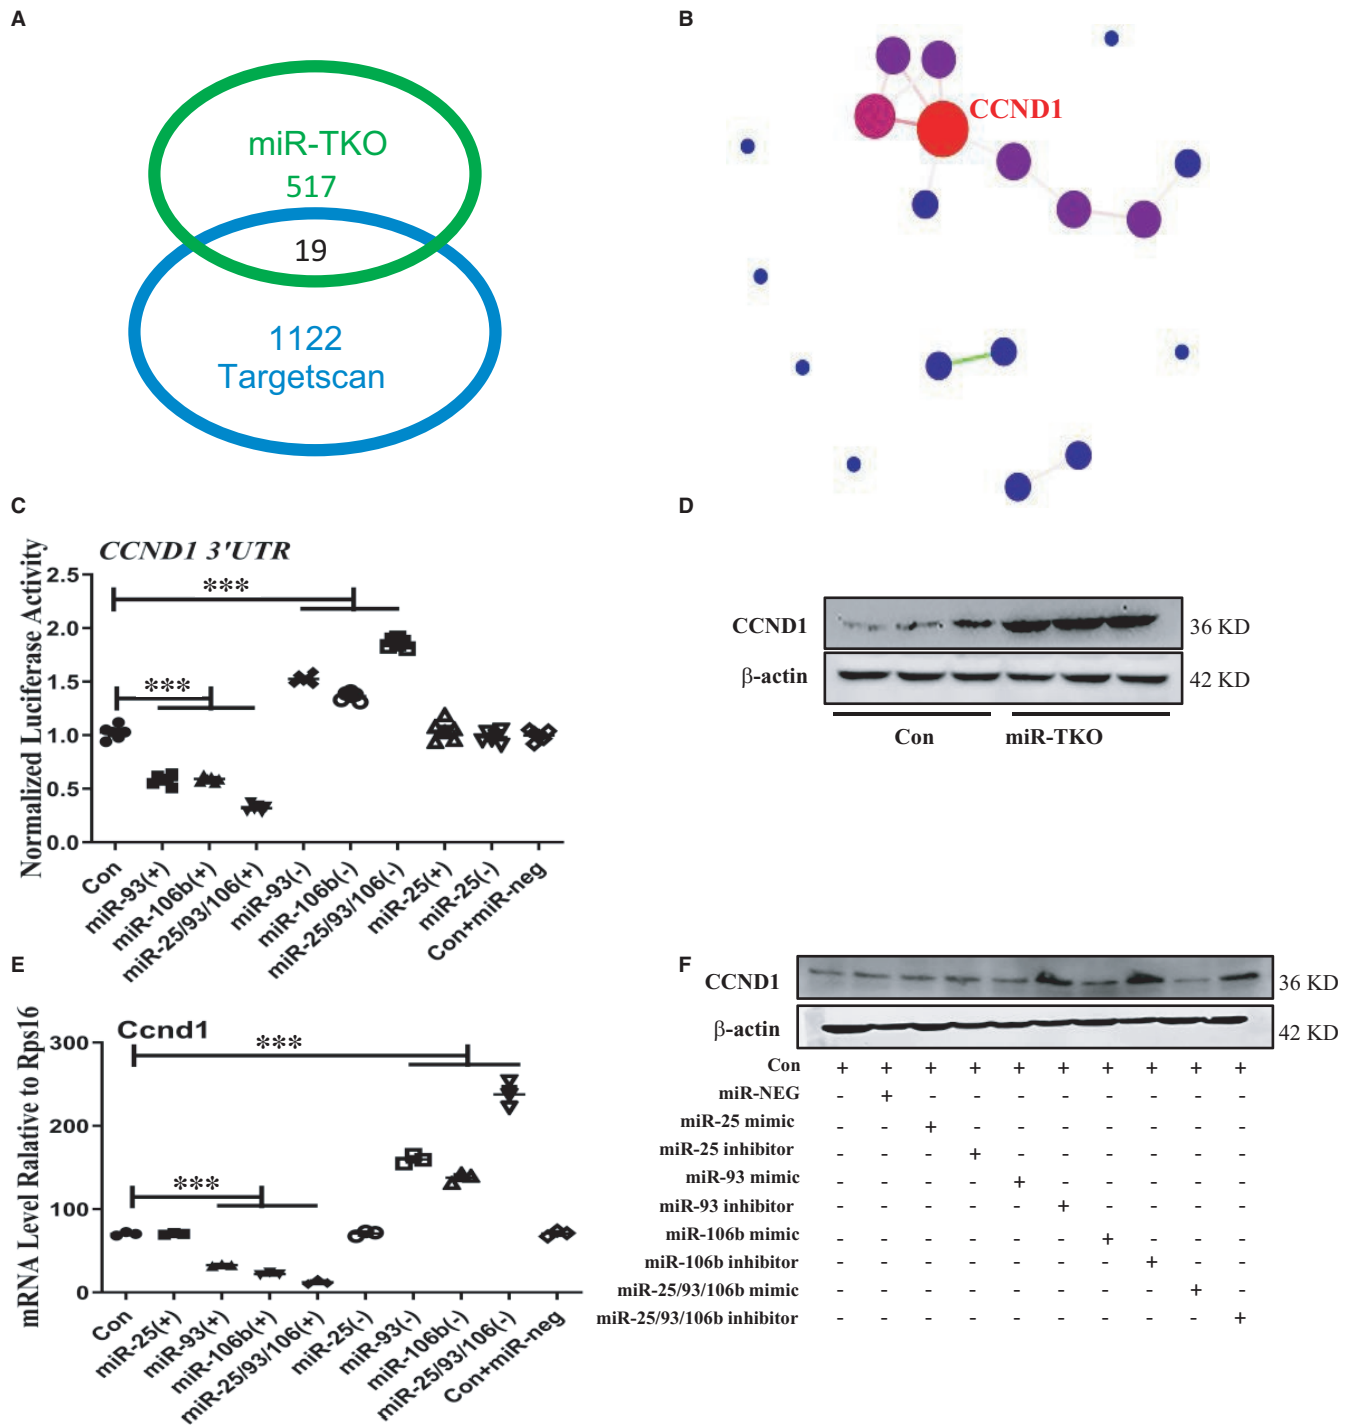 A
miR-TKO
517
19
1122
Targetscan
B
CCND1
C
CCND1 3'UTR
Normalized Luciferase Activity
2.5
2.0
1.5
1.0
0.5
0.0
***
***
Con
miR-93(+)
miR-106b(+)
miR-25/93/106(+)
miR-93(-)
miR-106b(-)
miR-25/93/106(-)
miR-25(+)
miR-25(-)
Con+miR-neg
D
CCND1
36 KD
β-actin
42 KD
Con
miR-TKO
E
Ccnd1
mRNA Level Ralative to Rps16
300
200
100
0
***
***
Con
miR-25(+)
miR-93(+)
miR-106b(+)
miR-25/93/106(+)
miR-25(-)
miR-93(-)
miR-106b(-)
miR-25/93/106(-)
Con+miR-neg
F
CCND1
36 KD
β-actin
42 KD
Con + + + + + + + + + +
miR-NEG - + - - - - - - - -
miR-25 mimic - - + - - - - - - -
miR-25 inhibitor - - - + - - - - - -
miR-93 mimic - - - - + - - - - -
miR-93 inhibitor - - - - - + - - - -
miR-106b mimic - - - - - - + - - -
miR-106b inhibitor - - - - - - - + - -
miR-25/93/106b mimic - - - - - - - - + -
miR-25/93/106b inhibitor - - - - - - - - - +